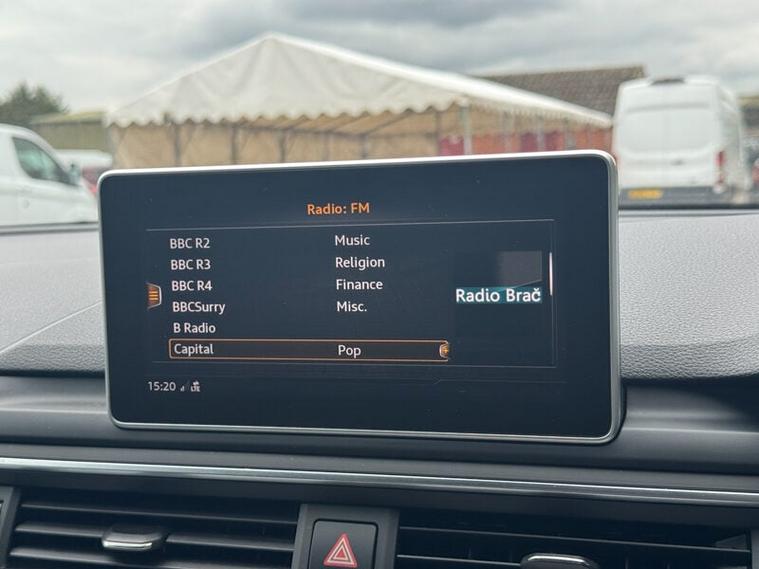 Radio: FM
BBC R2 Music
BBC R3 Religion
BBC R4 Finance
BBCSurry Misc.
B Radio
Capital Pop
Radio Brač
15:20 LTE